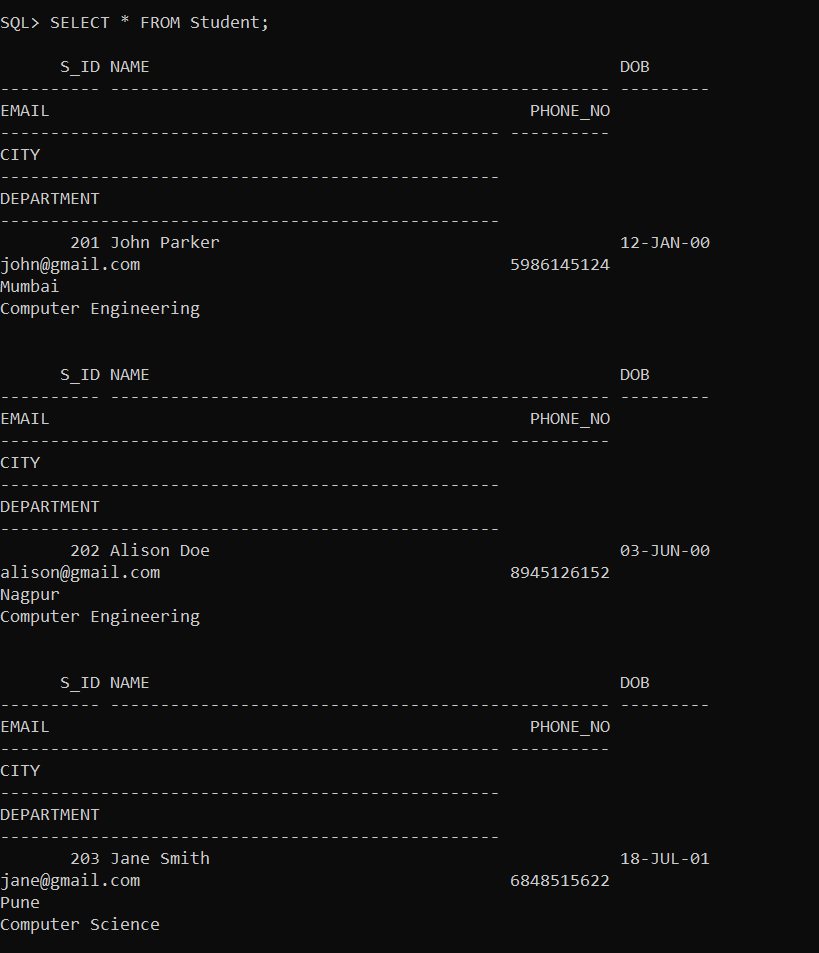 SQL> SELECT * FROM Student;
      S_ID NAME                                               DOB
---------- -------------------------------------------------- ---------
EMAIL                                                PHONE_NO
-------------------------------------------------- ----------
CITY
--------------------------------------------------
DEPARTMENT
--------------------------------------------------
       201 John Parker                                        12-JAN-00
john@gmail.com                                     5986145124
Mumbai
Computer Engineering
      S_ID NAME                                               DOB
---------- -------------------------------------------------- ---------
EMAIL                                                PHONE_NO
-------------------------------------------------- ----------
CITY
--------------------------------------------------
DEPARTMENT
--------------------------------------------------
       202 Alison Doe                                         03-JUN-00
alison@gmail.com                                   8945126152
Nagpur
Computer Engineering
      S_ID NAME                                               DOB
---------- -------------------------------------------------- ---------
EMAIL                                                PHONE_NO
-------------------------------------------------- ----------
CITY
--------------------------------------------------
DEPARTMENT
--------------------------------------------------
       203 Jane Smith                                         18-JUL-01
jane@gmail.com                                     6848515622
Pune
Computer Science